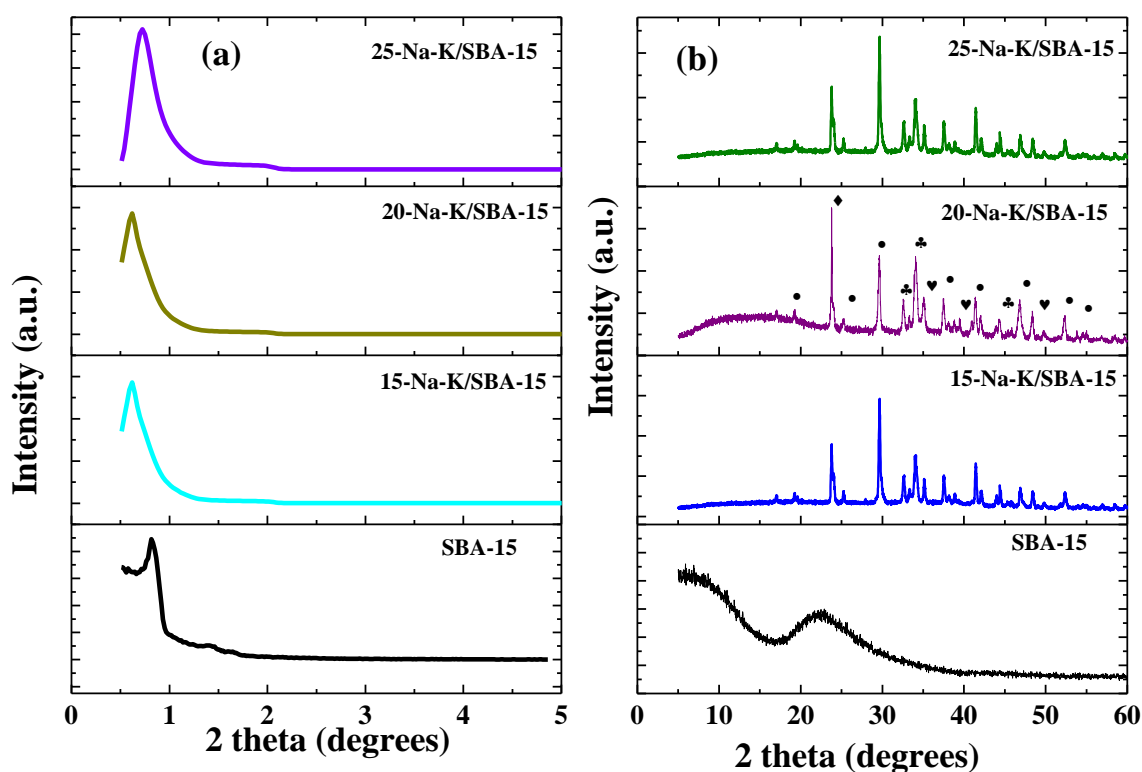 (a)
25-Na-K/SBA-15
20-Na-K/SBA-15
15-Na-K/SBA-15
SBA-15
Intensity (a.u.)
0 1 2 3 4 5
2 theta (degrees)
(b)
25-Na-K/SBA-15
20-Na-K/SBA-15
15-Na-K/SBA-15
SBA-15
Intensity (a.u.)
0 10 20 30 40 50 60
2 theta (degrees)